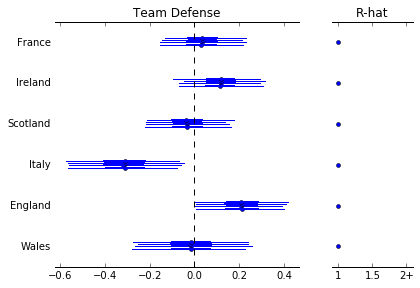 Team Defense
R-hat
France
Ireland
Scotland
Italy
England
Wales
−0.6 −0.4 −0.2 0.0 0.2 0.4
1 1.5 2+